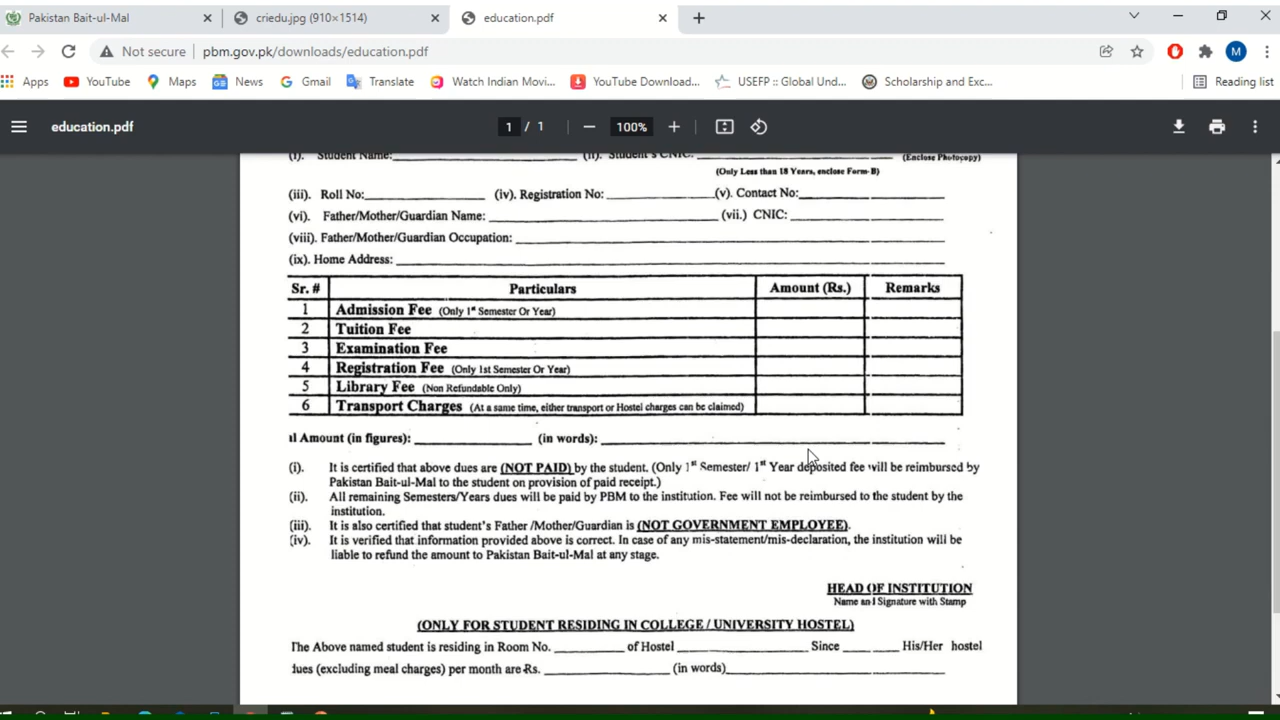 Pakistan Bait-ul-Mal
criedu.jpg (910×1514)
education.pdf
Not secure
pbm.gov.pk/downloads/education.pdf
M
Apps
YouTube
Maps
News
Gmail
Translate
Watch Indian Movi...
YouTube Download...
USEFP :: Global Und...
Scholarship and Exc...
Reading list
education.pdf
1 / 1
100%
(i). Student Name: (ii). Student's CNIC: (Enclose Photocopy)
(Only Less than 18 Years, enclose Form-B)
(iii). Roll No: (iv). Registration No: (v). Contact No:
(vi). Father/Mother/Guardian Name: (vii.) CNIC:
(viii). Father/Mother/Guardian Occupation:
(ix). Home Address:
Sr. # Particulars Amount (Rs.) Remarks
1 Admission Fee (Only 1st Semester Or Year)
2 Tuition Fee
3 Examination Fee
4 Registration Fee (Only 1st Semester Or Year)
5 Library Fee (Non Refundable Only)
6 Transport Charges (At a same time, either transport or Hostel charges can be claimed)
l Amount (in figures): (in words):
(i). It is certified that above dues are (NOT PAID) by the student. (Only 1st Semester/ 1st Year deposited fee will be reimbursed by
Pakistan Bait-ul-Mal to the student on provision of paid receipt.)
(ii). All remaining Semesters/Years dues will be paid by PBM to the institution. Fee will not be reimbursed to the student by the
institution.
(iii). It is also certified that student's Father /Mother/Guardian is (NOT GOVERNMENT EMPLOYEE).
(iv). It is verified that information provided above is correct. In case of any mis-statement/mis-declaration, the institution will be
liable to refund the amount to Pakistan Bait-ul-Mal at any stage.
HEAD OF INSTITUTION
Name and Signature with Stamp
(ONLY FOR STUDENT RESIDING IN COLLEGE / UNIVERSITY HOSTEL)
The Above named student is residing in Room No. of Hostel Since His/Her hostel
dues (excluding meal charges) per month are Rs. (in words)